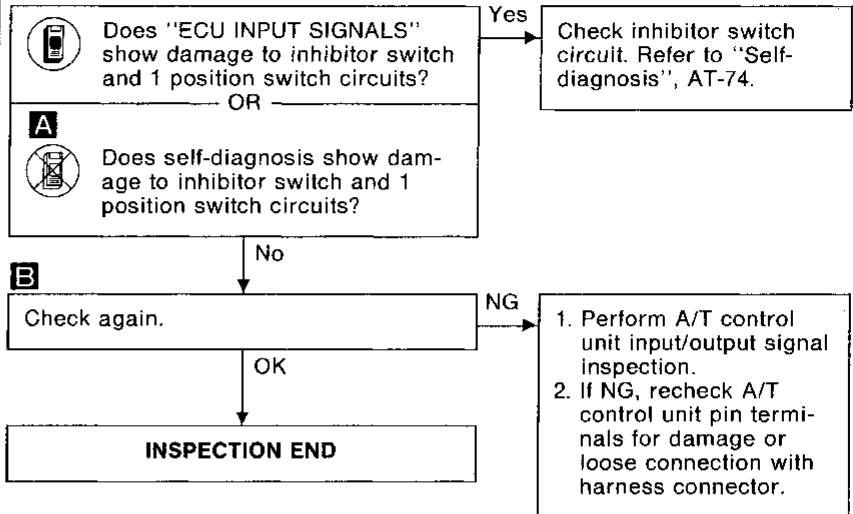 Does "ECU INPUT SIGNALS"
show damage to inhibitor switch
and 1 position switch circuits?
OR
A
Does self-diagnosis show dam-
age to inhibitor switch and 1
position switch circuits?
Yes
Check inhibitor switch
circuit. Refer to "Self-
diagnosis", AT-74.
No
B
Check again.
NG
1. Perform A/T control
unit input/output signal
inspection.
2. If NG, recheck A/T
control unit pin termi-
nals for damage or
loose connection with
harness connector.
OK
INSPECTION END